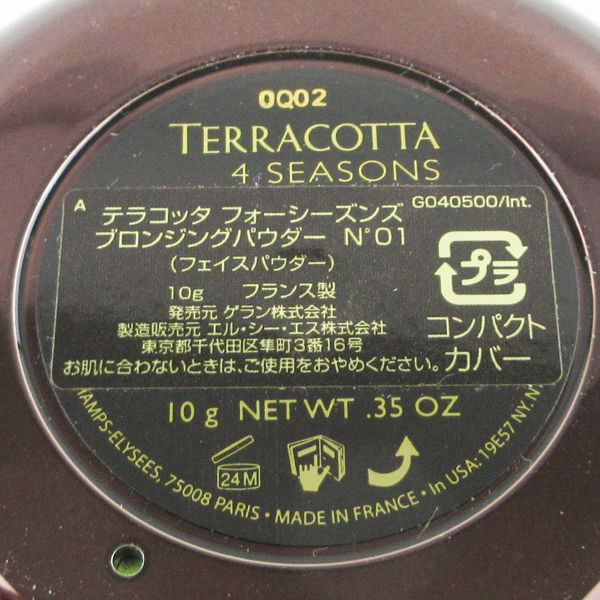 0Q02
TERRACOTTA
4 SEASONS
A
G040500/Int.
テラコッタ フォーシーズンズ
ブロンジングパウダー N°01
(フェイスパウダー)
10g フランス製
発売元 ゲラン株式会社
製造販売元 エル・シー・エス株式会社
東京都千代田区隼町3番16号
お肌に合わないときは、ご使用をおやめください。
プラ
コンパクト
カバー
10 g NET WT .35 OZ
24 M
-ELYSEES, 75008 PARIS • MADE IN FRANCE • In USA: 19E57 NY. N